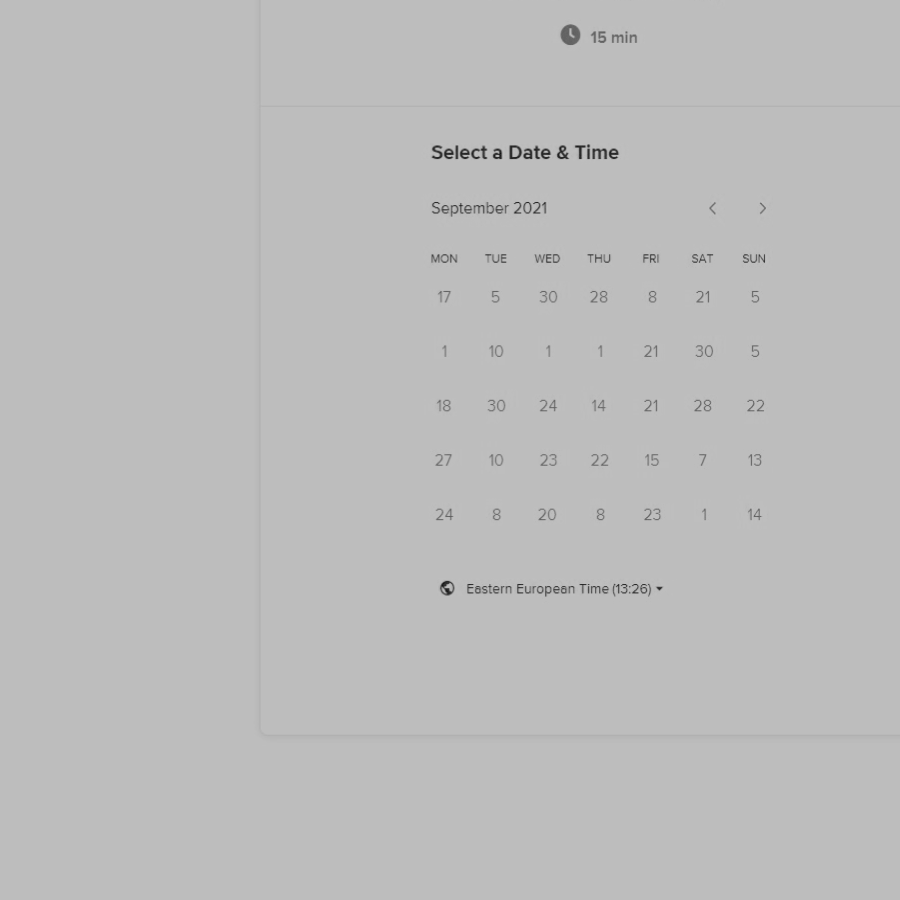 15 min
Select a Date & Time
September 2021
MON TUE WED THU FRI SAT SUN
17 5 30 28 8 21 5
1 10 1 1 21 30 5
18 30 24 14 21 28 22
27 10 23 22 15 7 13
24 8 20 8 23 1 14
Eastern European Time (13:26)